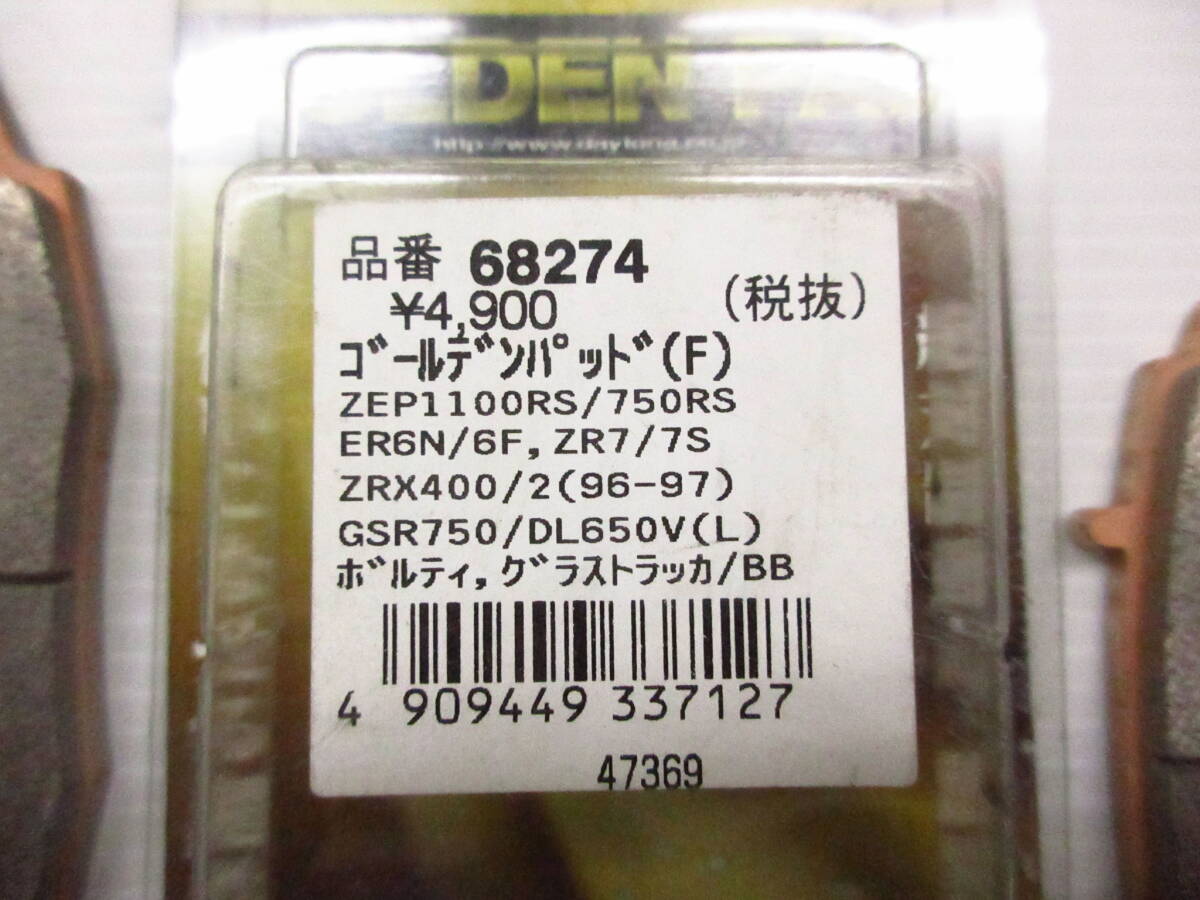 DEN
http://www.daytona.co.jp
品番 68274
¥4,900 (税抜)
ｺﾞｰﾙﾃﾞﾝﾊﾟｯﾄﾞ(F)
ZEP1100RS/750RS
ER6N/6F,ZR7/7S
ZRX400/2(96-97)
GSR750/DL650V(L)
ﾎﾞﾙﾃｨ,ｸﾞﾗｽﾄﾗｯｶ/BB
4 909449 337127
47369